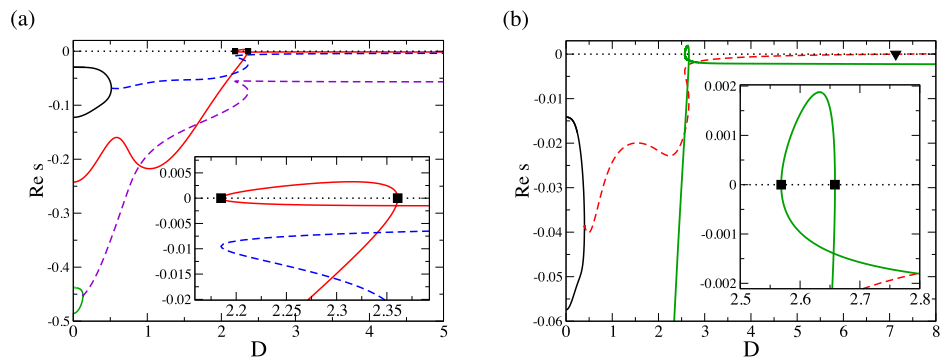 (a)
0
-0.1
-0.2
-0.3
-0.4
-0.5
Re s
0 1 2 3 4 5
D
0.005
0
-0.005
-0.01
-0.015
-0.02
2.2 2.25 2.3 2.35
(b)
0
-0.01
-0.02
-0.03
-0.04
-0.05
-0.06
Re s
0 1 2 3 4 5 6 7 8
D
0.002
0.001
0
-0.001
-0.002
2.5 2.6 2.7 2.8